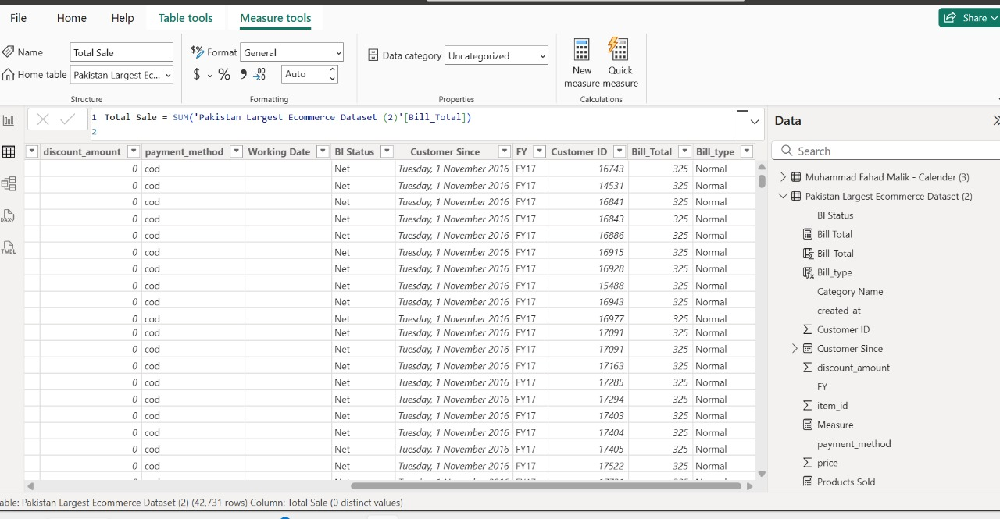 File Home Help Table tools Measure tools Share
Name Total Sale $% Format General Data category Uncategorized New measure Quick measure
Home table Pakistan Largest Ec... $ % , .00 →0 Auto
Structure Formatting Properties Calculations
1 Total Sale = SUM('Pakistan Largest Ecommerce Dataset (2)'[Bill_Total])
2
discount_amount payment_method Working Date BI Status Customer Since FY Customer ID Bill_Total Bill_type
0 cod Net Tuesday, 1 November 2016 FY17 16743 325 Normal
0 cod Net Tuesday, 1 November 2016 FY17 14531 325 Normal
0 cod Net Tuesday, 1 November 2016 FY17 16841 325 Normal
0 cod Net Tuesday, 1 November 2016 FY17 16843 325 Normal
0 cod Net Tuesday, 1 November 2016 FY17 16886 325 Normal
0 cod Net Tuesday, 1 November 2016 FY17 16915 325 Normal
0 cod Net Tuesday, 1 November 2016 FY17 16928 325 Normal
0 cod Net Tuesday, 1 November 2016 FY17 15488 325 Normal
0 cod Net Tuesday, 1 November 2016 FY17 16943 325 Normal
0 cod Net Tuesday, 1 November 2016 FY17 16977 325 Normal
0 cod Net Tuesday, 1 November 2016 FY17 17091 325 Normal
0 cod Net Tuesday, 1 November 2016 FY17 17091 325 Normal
0 cod Net Tuesday, 1 November 2016 FY17 17163 325 Normal
0 cod Net Tuesday, 1 November 2016 FY17 17285 325 Normal
0 cod Net Tuesday, 1 November 2016 FY17 17294 325 Normal
0 cod Net Tuesday, 1 November 2016 FY17 17403 325 Normal
0 cod Net Tuesday, 1 November 2016 FY17 17404 325 Normal
0 cod Net Tuesday, 1 November 2016 FY17 17405 325 Normal
0 cod Net Tuesday, 1 November 2016 FY17 17522 325 Normal
DAX
TMDL
Data
Search
Muhammad Fahad Malik - Calender (3)
Pakistan Largest Ecommerce Dataset (2)
BI Status
Bill Total
Bill_Total
Bill_type
Category Name
created_at
Customer ID
Customer Since
discount_amount
FY
item_id
Measure
payment_method
price
Products Sold
able: Pakistan Largest Ecommerce Dataset (2) (42,731 rows) Column: Total Sale (0 distinct values)